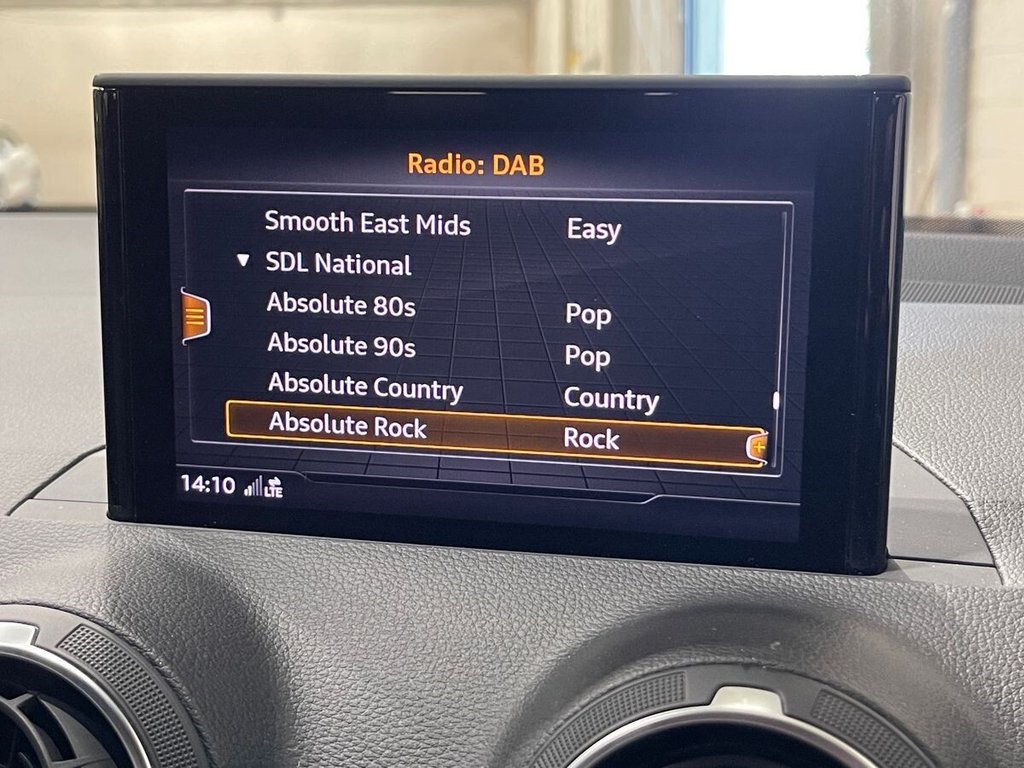 Radio: DAB
Smooth East Mids Easy
SDL National
Absolute 80s Pop
Absolute 90s Pop
Absolute Country Country
Absolute Rock Rock
14:10 LTE